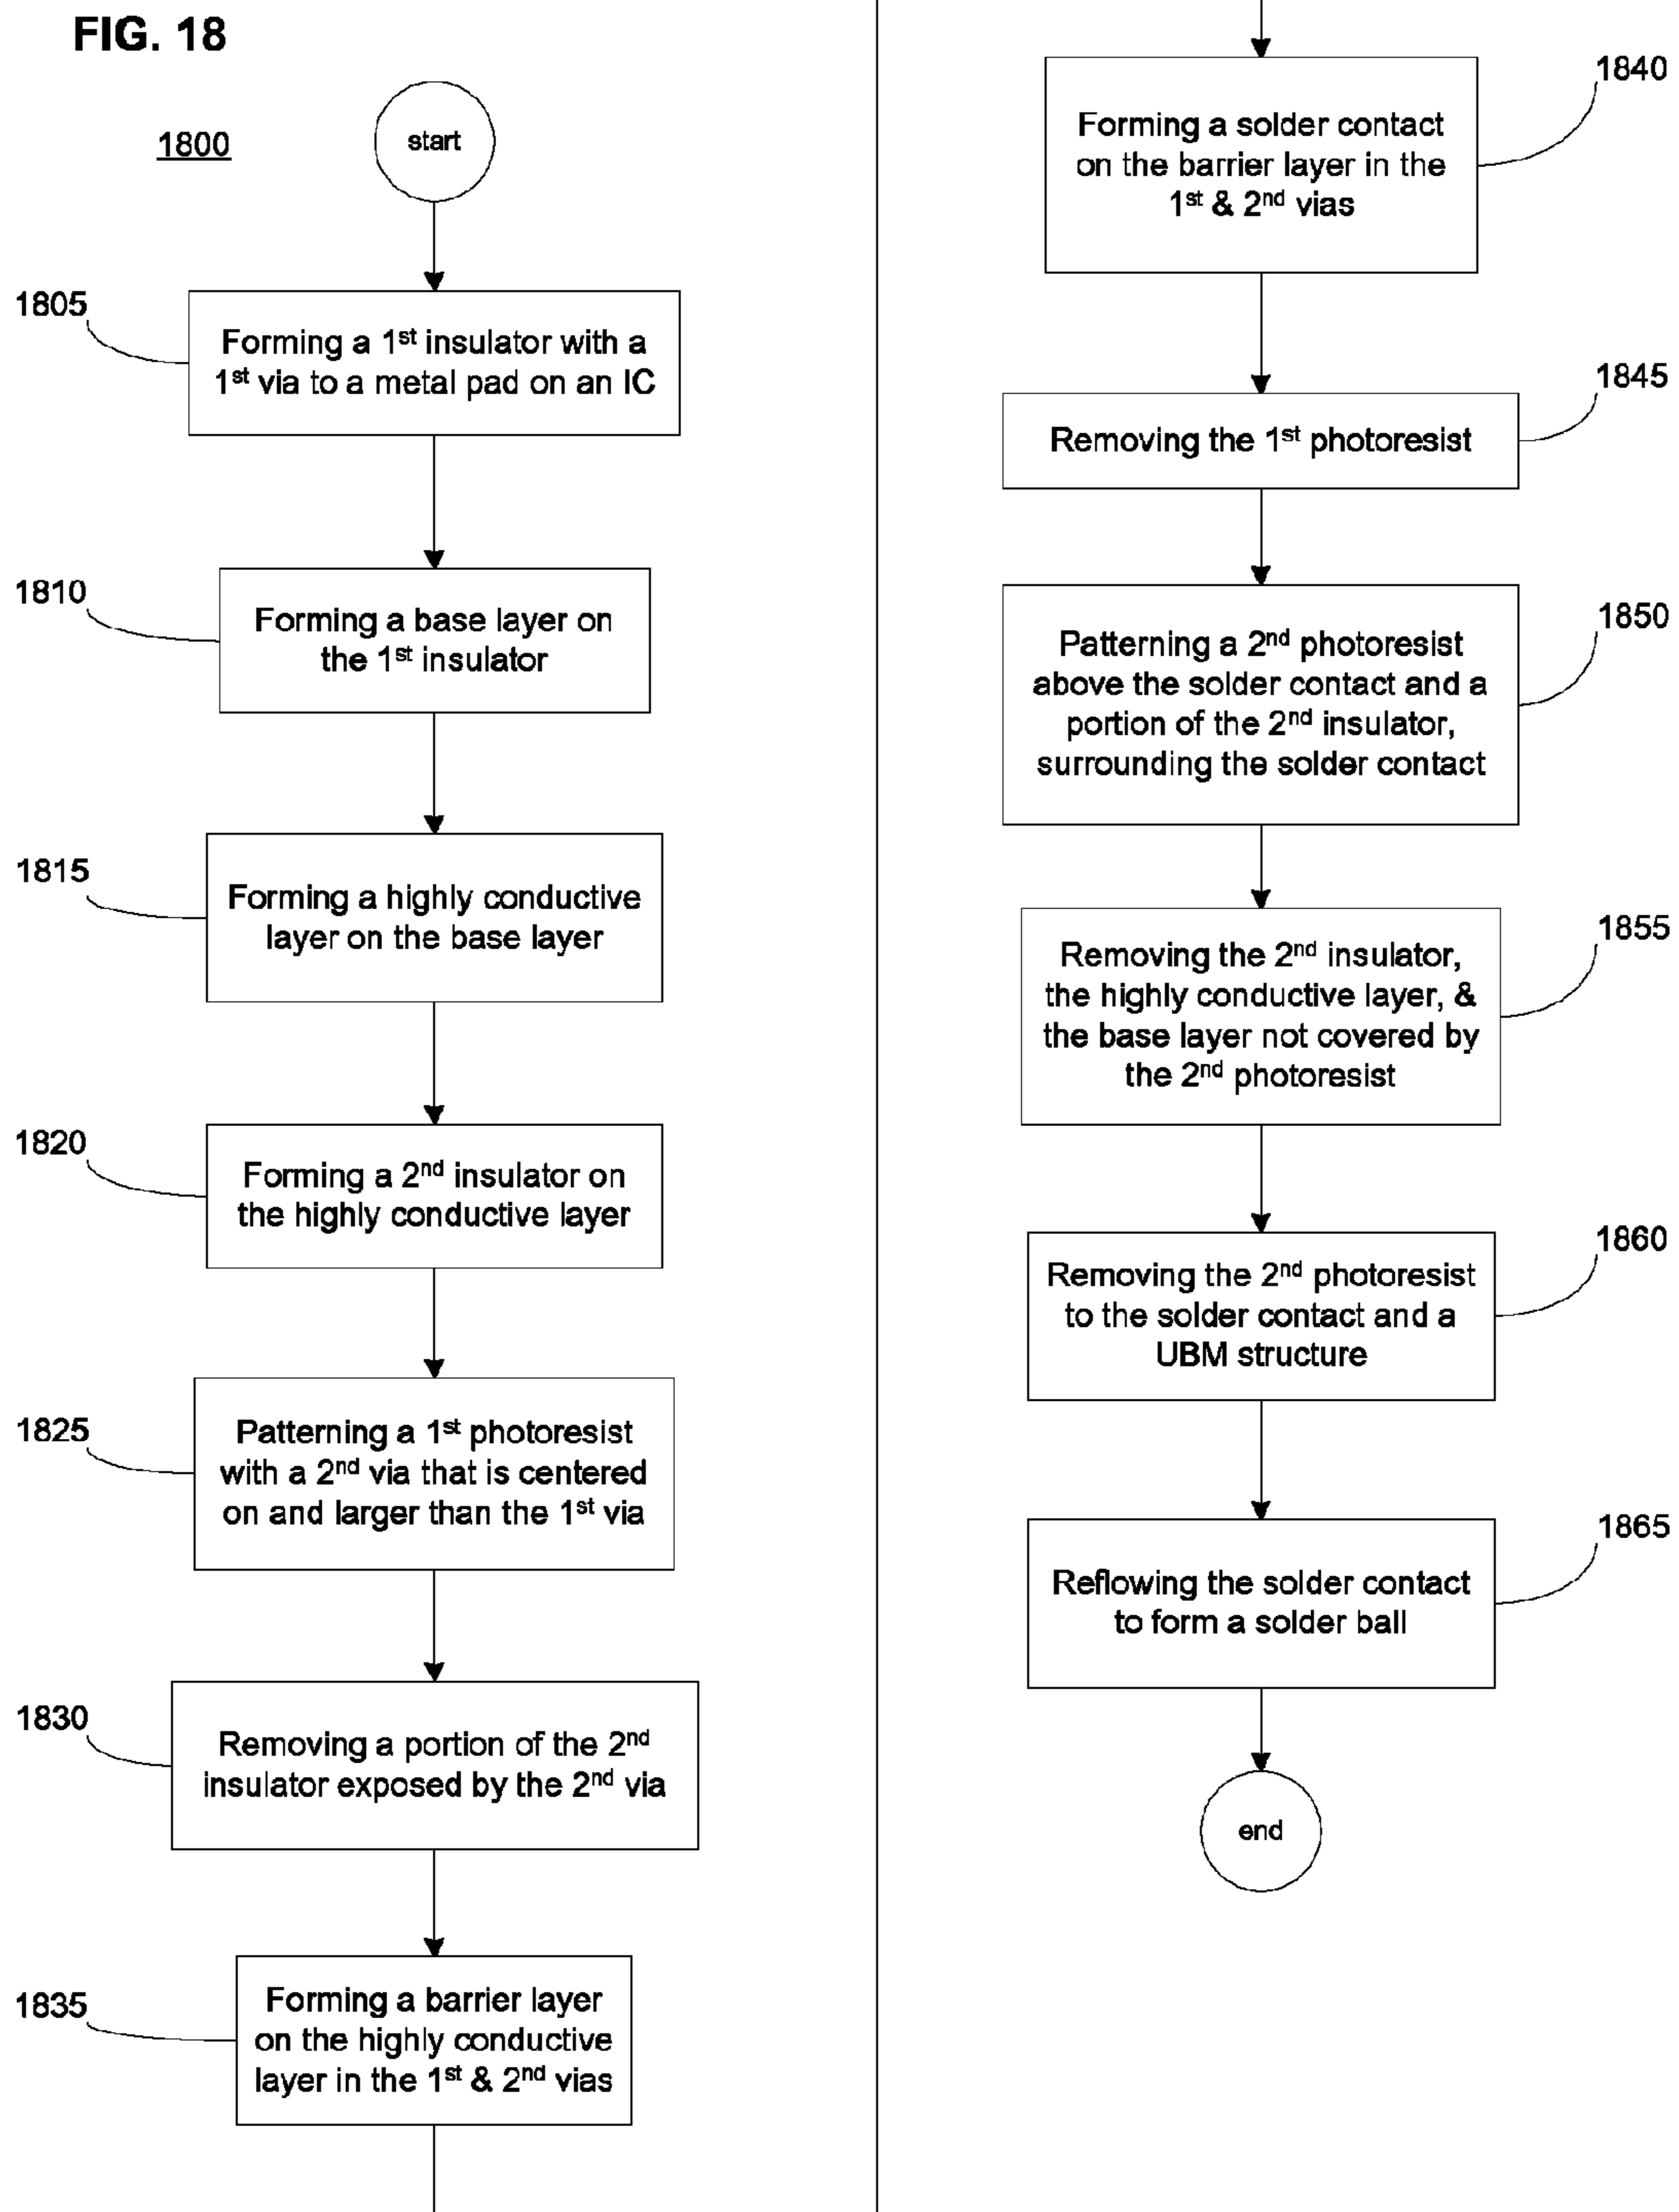 FIG. 18
1800
start
1805
Forming a 1st insulator with a
1st via to a metal pad on an IC
1810
Forming a base layer on
the 1st insulator
1815
Forming a highly conductive
layer on the base layer
1820
Forming a 2nd insulator on
the highly conductive layer
1825
Patterning a 1st photoresist
with a 2nd via that is centered
on and larger than the 1st via
1830
Removing a portion of the 2nd
insulator exposed by the 2nd via
1835
Forming a barrier layer
on the highly conductive
layer in the 1st & 2nd vias
1840
Forming a solder contact
on the barrier layer in the
1st & 2nd vias
1845
Removing the 1st photoresist
1850
Patterning a 2nd photoresist
above the solder contact and a
portion of the 2nd insulator,
surrounding the solder contact
1855
Removing the 2nd insulator,
the highly conductive layer, &
the base layer not covered by
the 2nd photoresist
1860
Removing the 2nd photoresist
to the solder contact and a
UBM structure
1865
Reflowing the solder contact
to form a solder ball
end